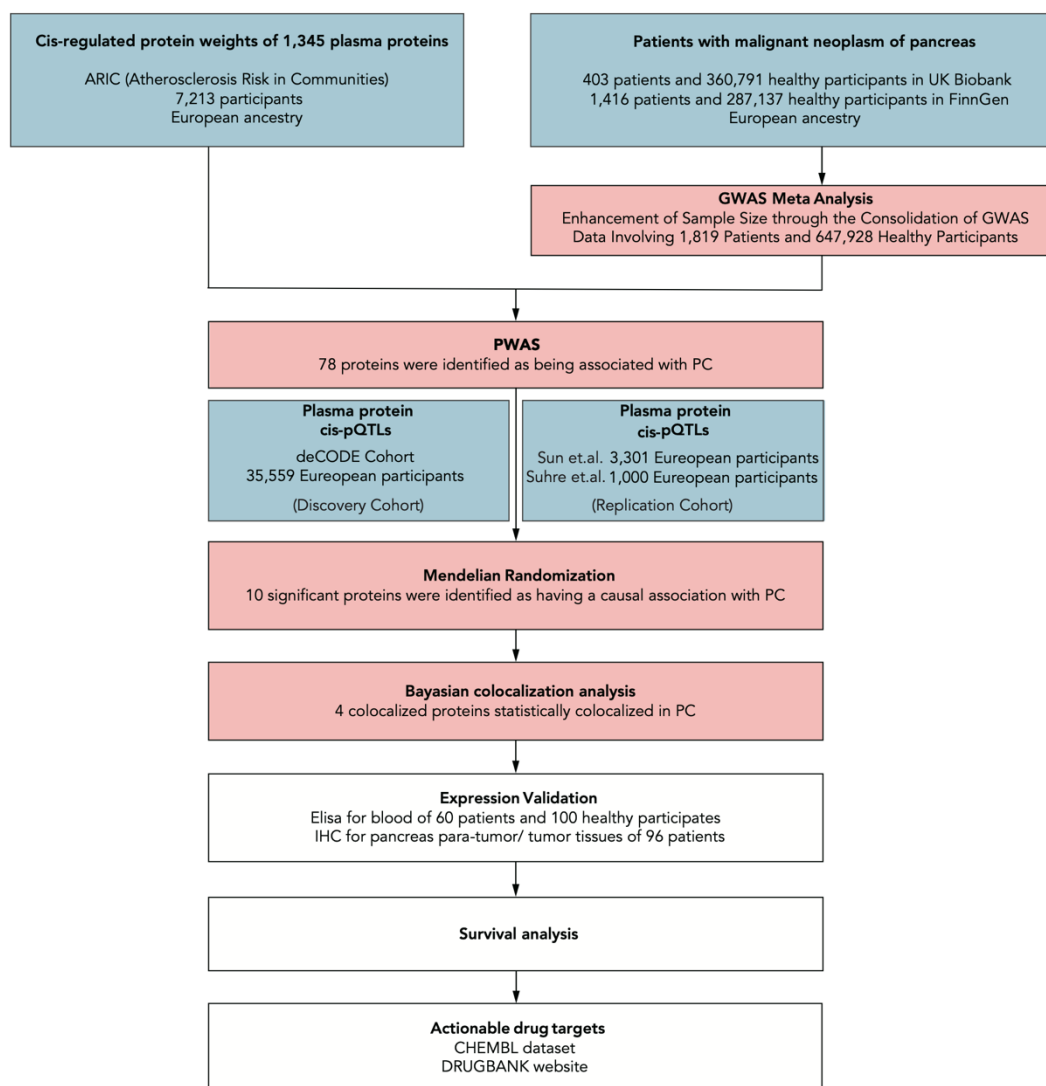 Cis-regulated protein weights of 1,345 plasma proteins
ARIC (Atherosclerosis Risk in Communities)
7,213 participants
European ancestry
Patients with malignant neoplasm of pancreas
403 patients and 360,791 healthy participants in UK Biobank
1,416 patients and 287,137 healthy participants in FinnGen
European ancestry
GWAS Meta Analysis
Enhancement of Sample Size through the Consolidation of GWAS
Data Involving 1,819 Patients and 647,928 Healthy Participants
PWAS
78 proteins were identified as being associated with PC
Plasma protein
cis-pQTLs
deCODE Cohort
35,559 Eureopean participants
(Discovery Cohort)
Plasma protein
cis-pQTLs
Sun et.al. 3,301 Eureopean participants
Suhre et.al. 1,000 Eureopean participants
(Replication Cohort)
Mendelian Randomization
10 significant proteins were identified as having a causal association with PC
Bayesian colocalization analysis
4 colocalized proteins statistically colocalized in PC
Expression Validation
Elisa for blood of 60 patients and 100 healthy participates
IHC for pancreas para-tumor/ tumor tissues of 96 patients
Survival analysis
Actionable drug targets
CHEMBL dataset
DRUGBANK website